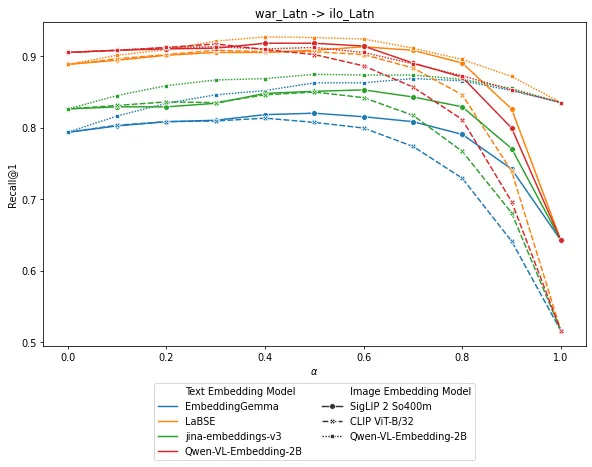 war_Latn -> ilo_Latn
Recall@1
0.9
0.8
0.7
0.6
0.5
0.0
0.2
0.4
0.6
0.8
1.0
α
Text Embedding Model
EmbeddingGemma
LaBSE
jina-embeddings-v3
Qwen-VL-Embedding-2B
Image Embedding Model
SigLIP 2 So400m
CLIP ViT-B/32
Qwen-VL-Embedding-2B